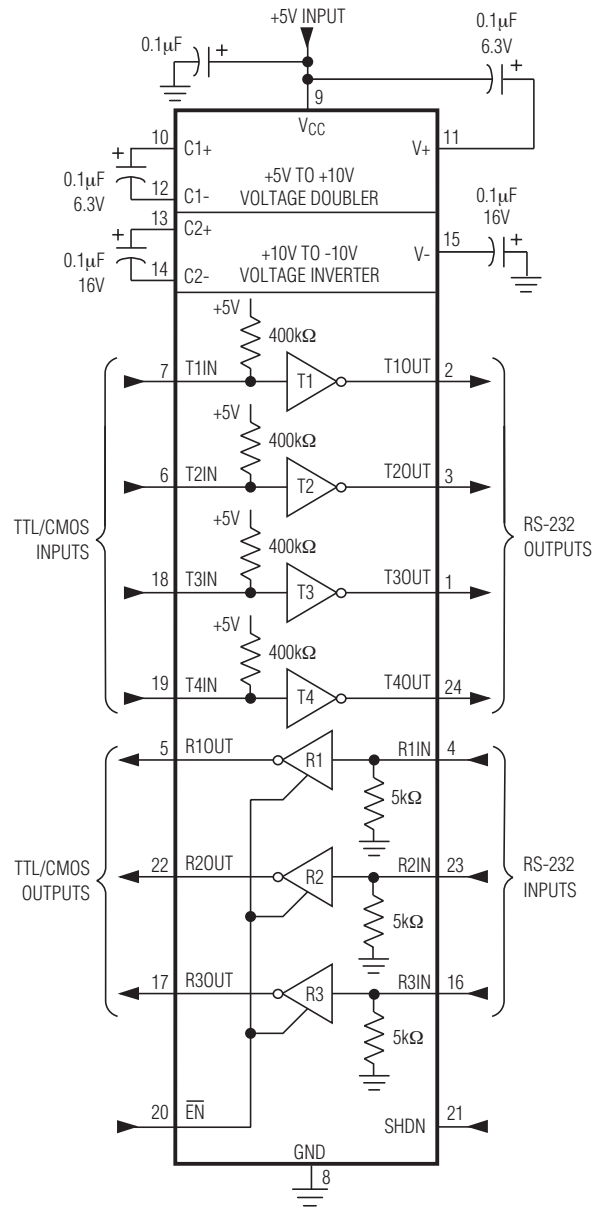 +5V INPUT
0.1μF
+
0.1μF
6.3V
+
9
VCC
10
C1+
+
0.1μF
6.3V
12
C1-
+5V TO +10V
VOLTAGE DOUBLER
V+
11
13
C2+
+
0.1μF
16V
14
C2-
+10V TO -10V
VOLTAGE INVERTER
V-
15
0.1μF
16V
+
+5V
400kΩ
7
T1IN
T1
T1OUT
2
+5V
400kΩ
6
T2IN
T2
T2OUT
3
TTL/CMOS
INPUTS
RS-232
OUTPUTS
+5V
400kΩ
18
T3IN
T3
T3OUT
1
+5V
400kΩ
19
T4IN
T4
T4OUT
24
5
R1OUT
R1
R1IN
4
5kΩ
TTL/CMOS
OUTPUTS
22
R2OUT
R2
R2IN
23
5kΩ
RS-232
INPUTS
17
R3OUT
R3
R3IN
16
5kΩ
20
EN
SHDN
21
GND
8